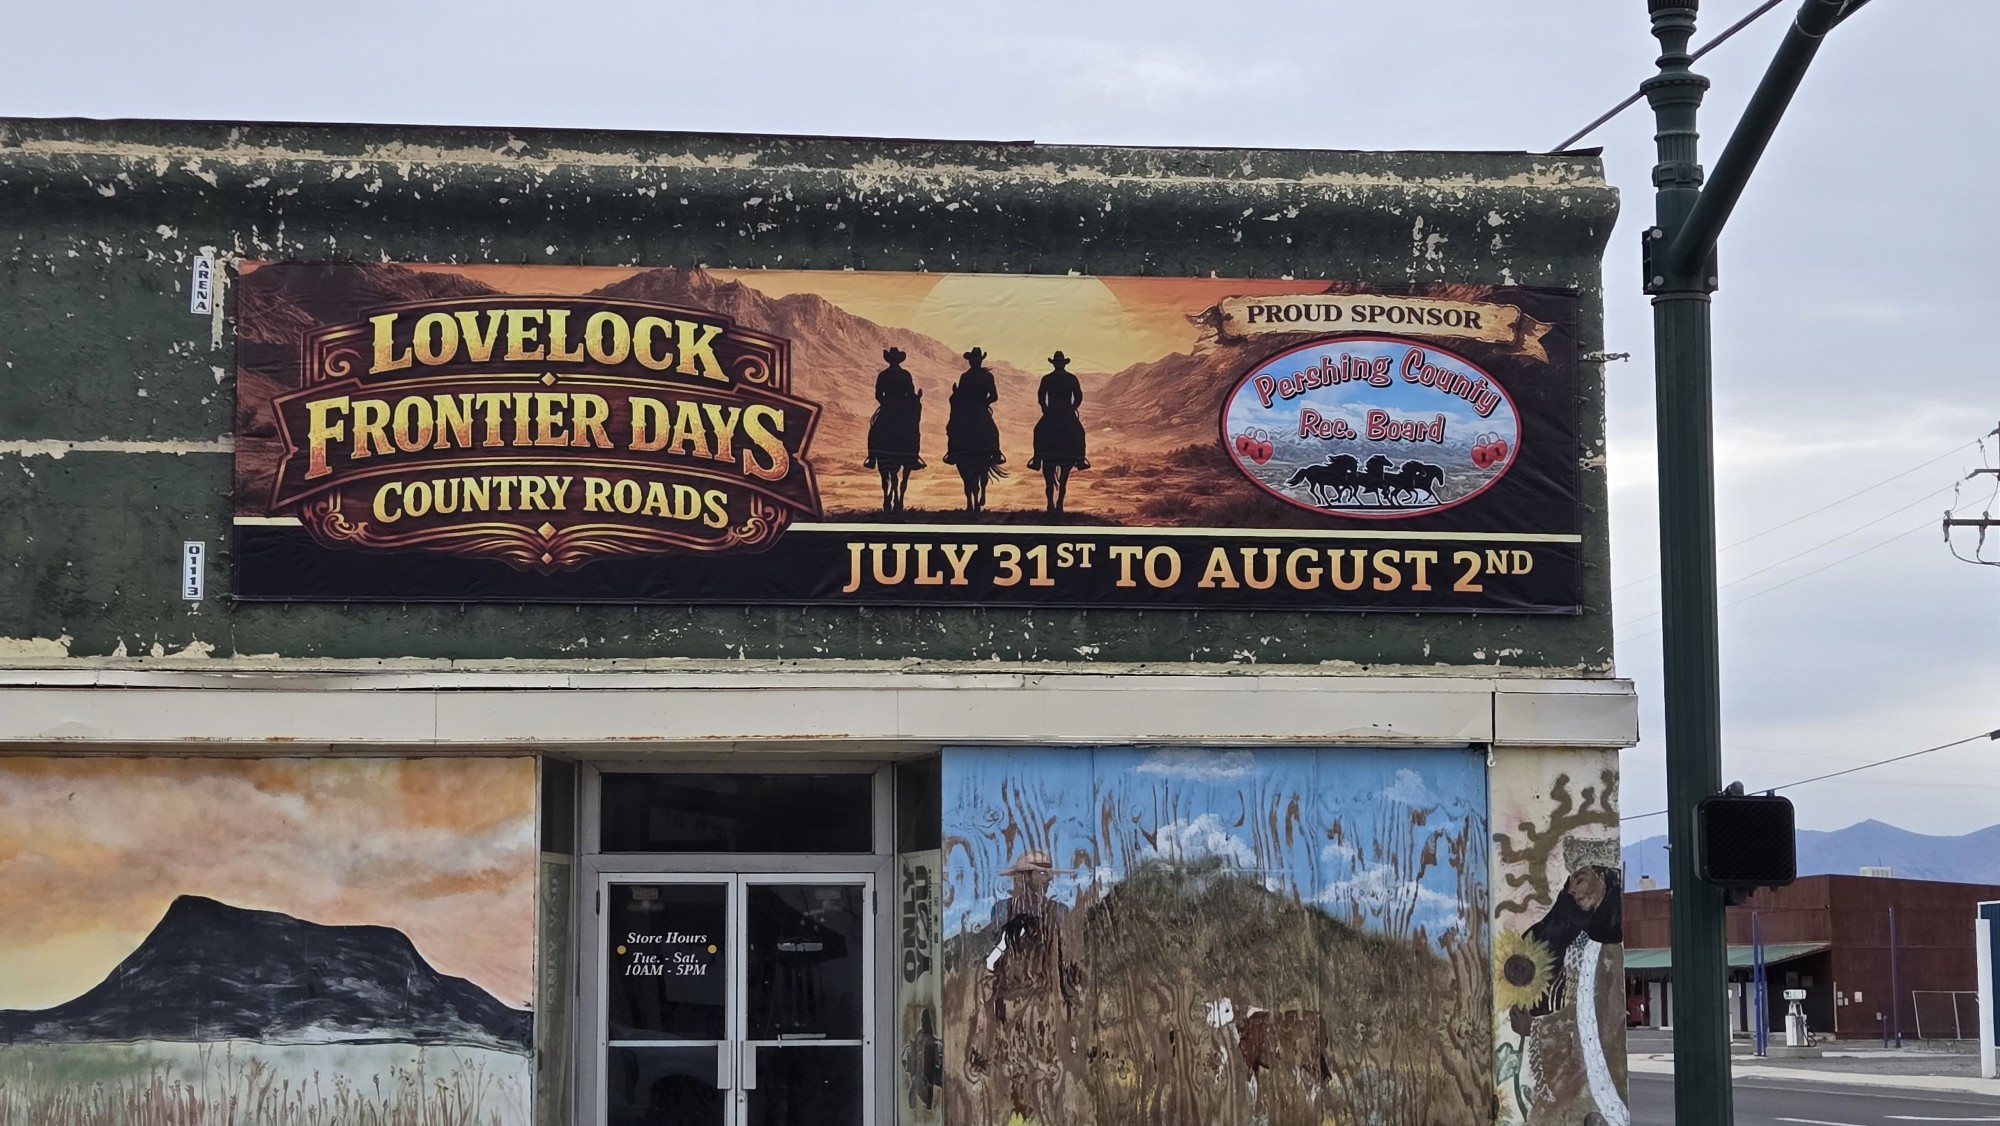 ARENA
LOVELOCK
FRONTIER DAYS
COUNTRY ROADS
PROUD SPONSOR
Pershing County
Rec. Board
JULY 31ST TO AUGUST 2ND
01113
Store Hours
Tue. - Sat.
10AM - 5PM
ONLY